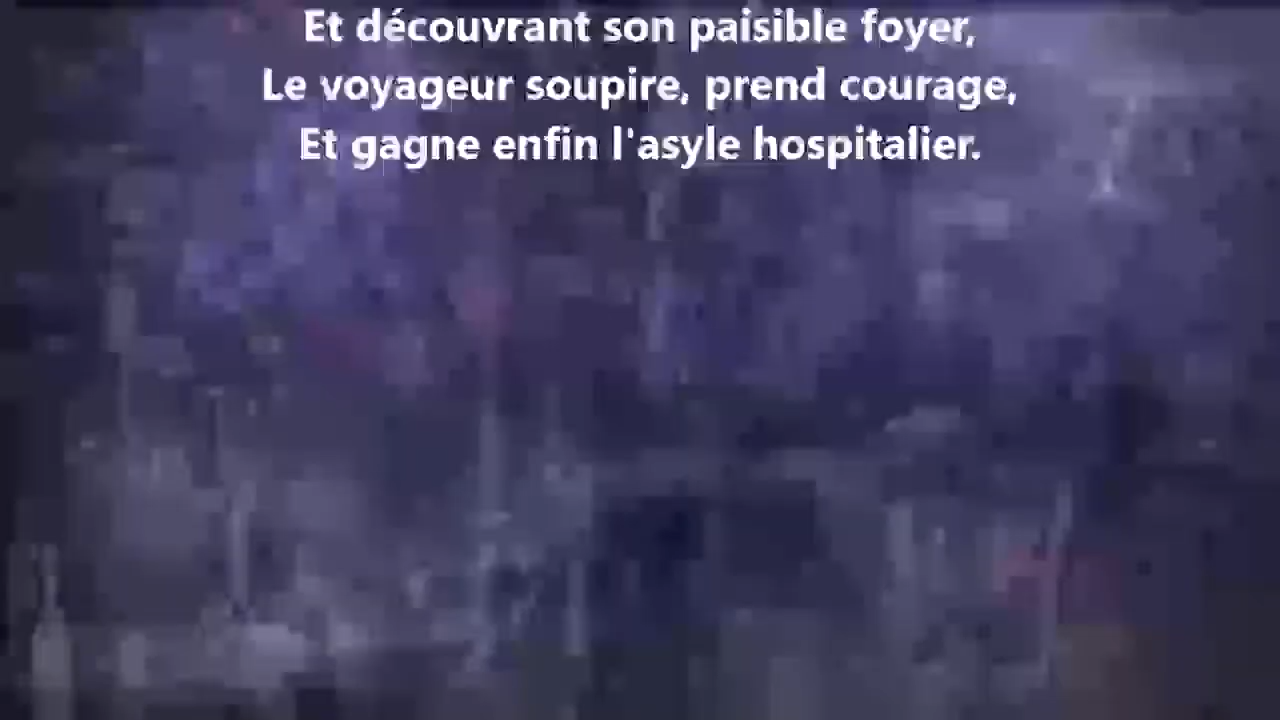 Et découvrant son paisible foyer,
Le voyageur soupire, prend courage,
Et gagne enfin l'asyle hospitalier.